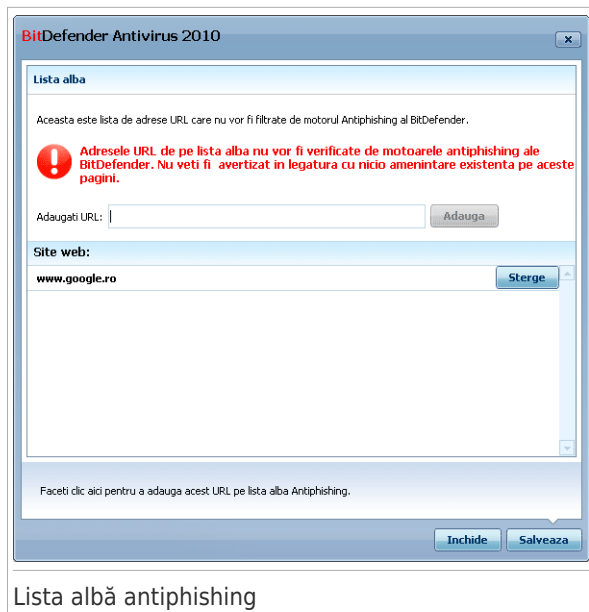 BitDefender Antivirus 2010
x
Lista alba
Aceasta este lista de adrese URL care nu vor fi filtrate de motorul Antiphishing al BitDefender.
Adresele URL de pe lista alba nu vor fi verificate de motoarele antiphishing ale
BitDefender. Nu veti fi avertizat in legatura cu nicio amenintare existenta pe aceste
pagini.
Adaugati URL:
Adauga
Site web:
www.google.ro
Sterge
Faceti clic aici pentru a adauga acest URL pe lista alba Antiphishing.
Inchide
Salveaza
Lista albă antiphishing